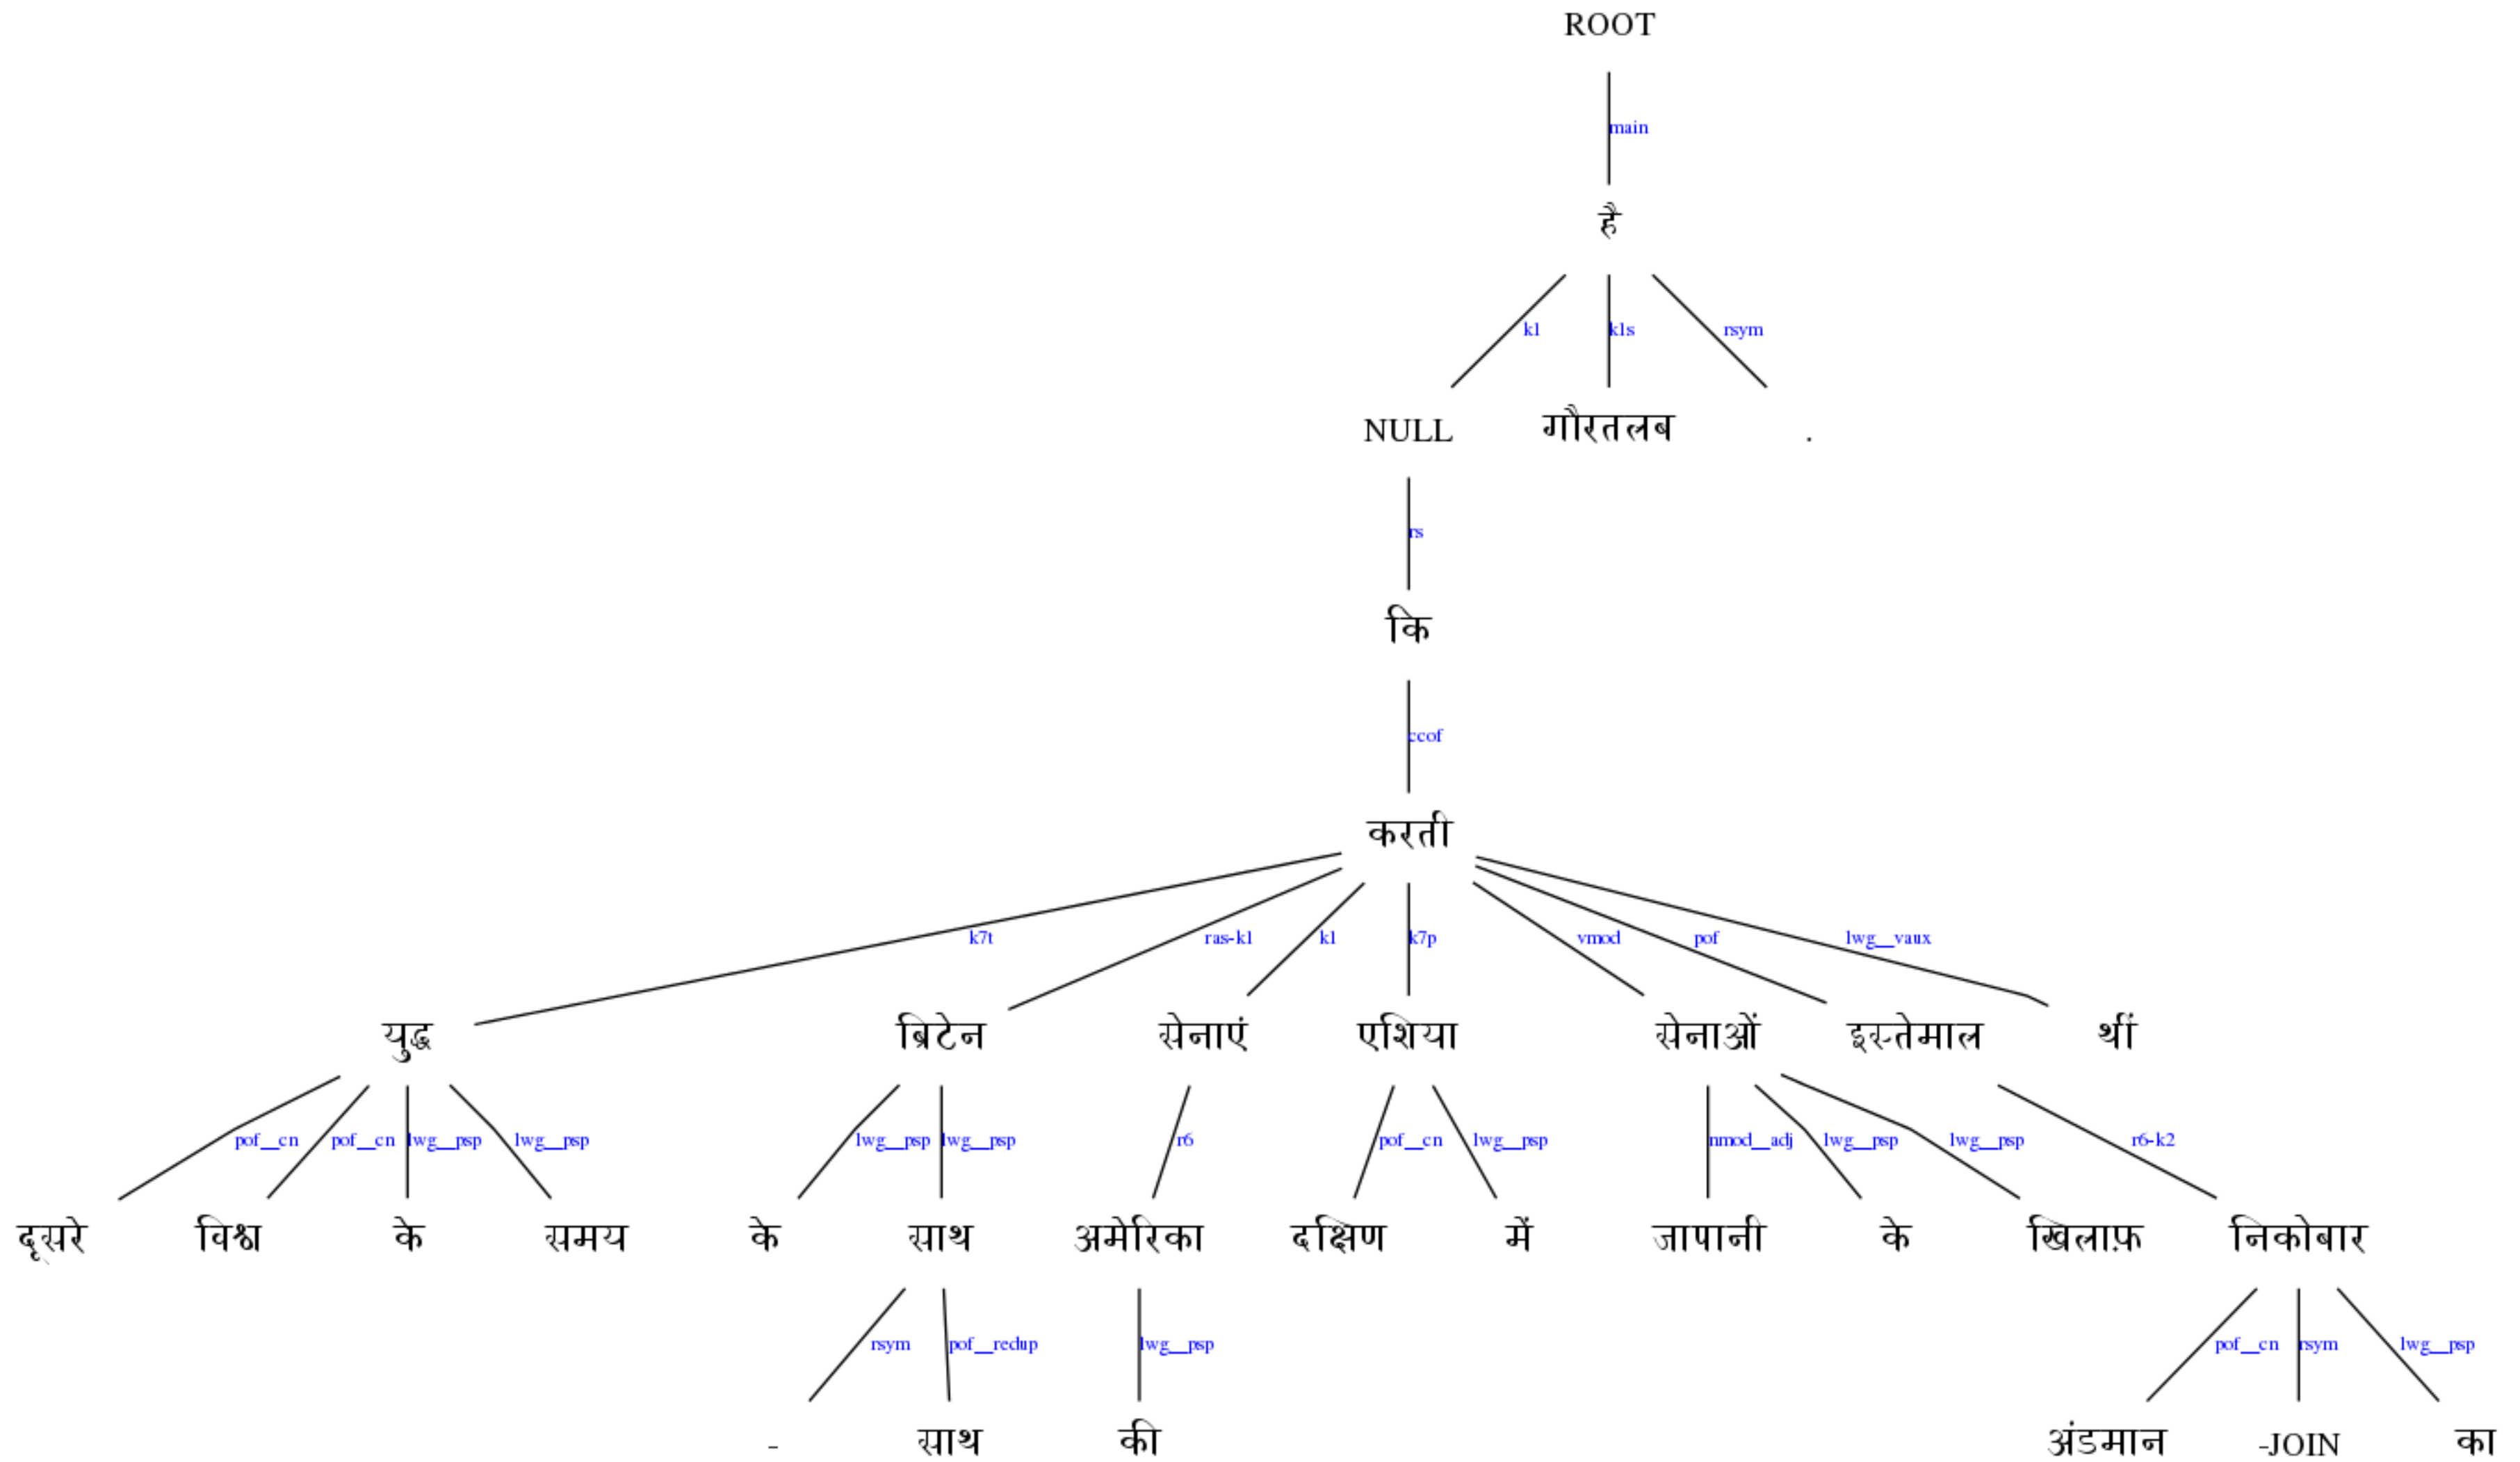 ROOT
main
है
k1 k1s rsym
NULL गौरतलब .
rs
कि
ccof
करती
k7t ras-k1 k1 k7p vmod pof lwg__vaux
युद्ध ब्रिटेन सेनाएं एशिया सेनाओं इस्तेमाल थीं
pof__cn pof__cn lwg__psp lwg__psp lwg__psp lwg__psp r6 pof__cn lwg__psp nmod__adj lwg__psp lwg__psp r6-k2
दूसरे विश्व के समय के साथ अमेरिका दक्षिण में जापानी के खिलाफ़ निकोबार
rsym pof__redup lwg__psp pof__cn rsym lwg__psp
- साथ की अंडमान -JOIN का